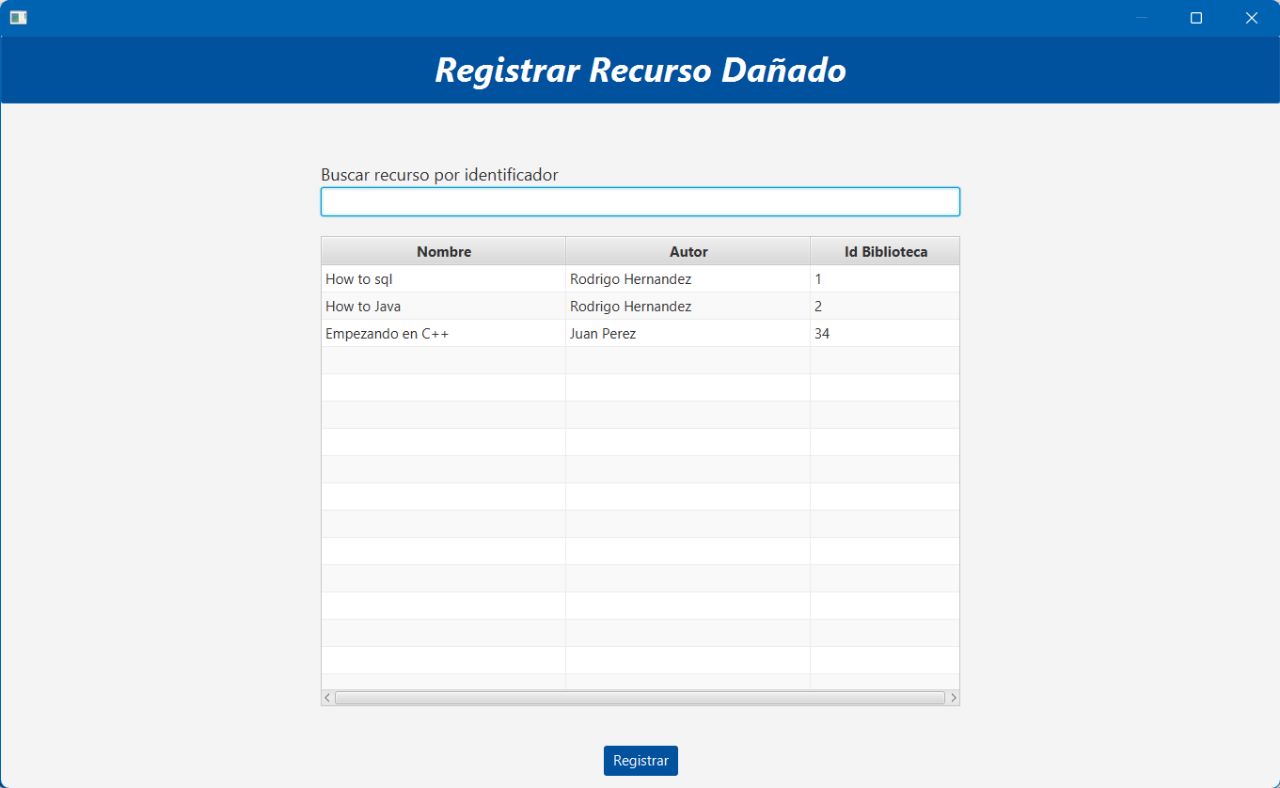 Registrar Recurso Dañado
Buscar recurso por identificador
Nombre Autor Id Biblioteca
How to sql Rodrigo Hernandez 1
How to Java Rodrigo Hernandez 2
Empezando en C++ Juan Perez 34
Registrar